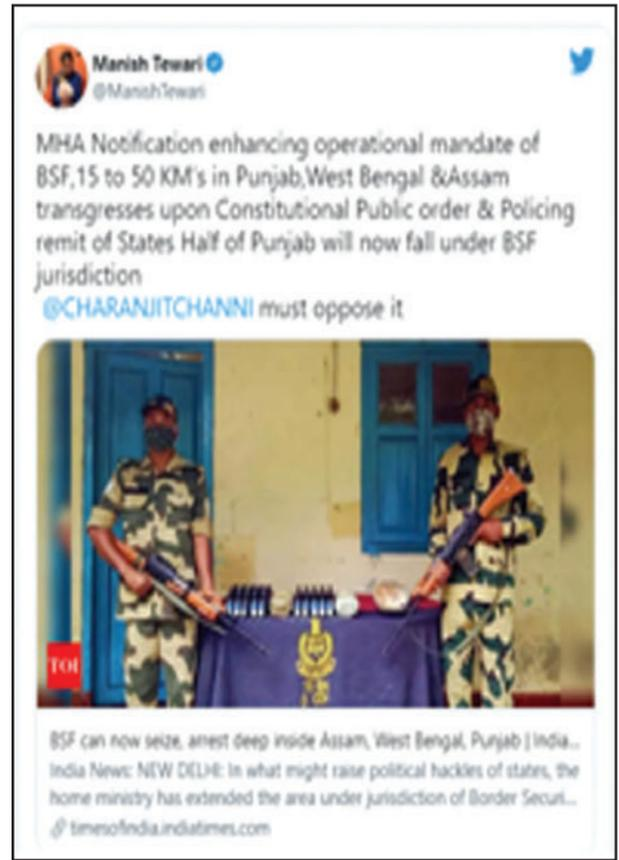 Manish Tewari
@ManishTewari
MHA Notification enhancing operational mandate of
BSF,15 to 50 KM's in Punjab,West Bengal &Assam
transgresses upon Constitutional Public order & Policing
remit of States Half of Punjab will now fall under BSF
jurisdiction
@CHARANJITCHANNI must oppose it
TOI
BSF can now seize, arrest deep inside Assam, West Bengal, Punjab | India...
India News: NEW DELHI: In what might raise political hackles of states, the
home ministry has extended the area under jurisdiction of Border Securi...
timesofindia.indiatimes.com